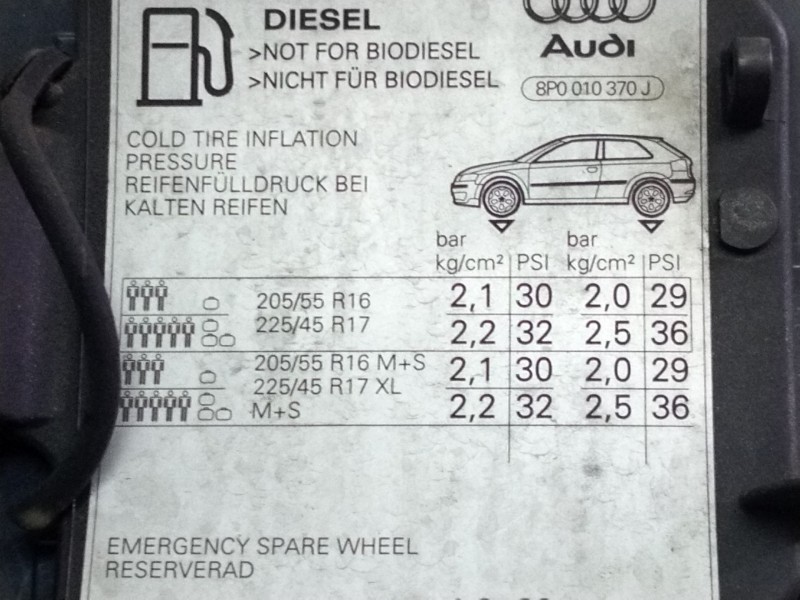 DIESEL
>NOT FOR BIODIESEL
>NICHT FÜR BIODIESEL
Audi
8P0 010 370 J
COLD TIRE INFLATION
PRESSURE
REIFENFÜLLDRUCK BEI
KALTEN REIFEN
bar bar
kg/cm² PSI kg/cm² PSI
205/55 R16 2,1 30 2,0 29
225/45 R17 2,2 32 2,5 36
205/55 R16 M+S 2,1 30 2,0 29
225/45 R17 XL
M+S 2,2 32 2,5 36
EMERGENCY SPARE WHEEL
RESERVERAD